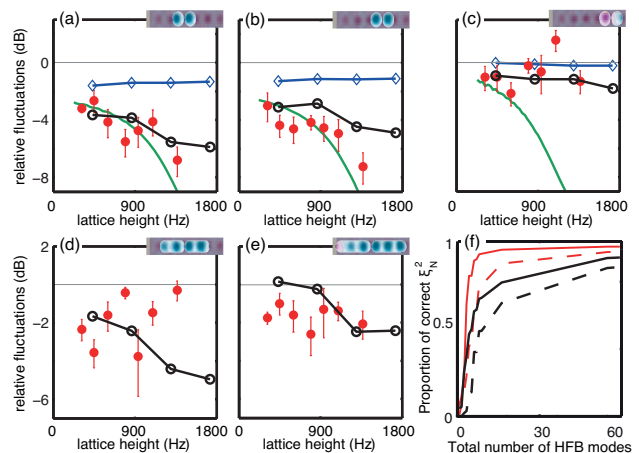 (a) (b) (c)
relative fluctuations (dB)
0
−4
−8
0 900 1800 0 900 1800 0 900 1800
lattice height (Hz) lattice height (Hz) lattice height (Hz)
(d) (e) (f)
relative fluctuations (dB)
2
0
−2
−6
0 900 1800 0 900 1800
lattice height (Hz) lattice height (Hz)
Proportion of correct ξ²N
1.0
0.5
0
0 30 60
Total number of HFB modes